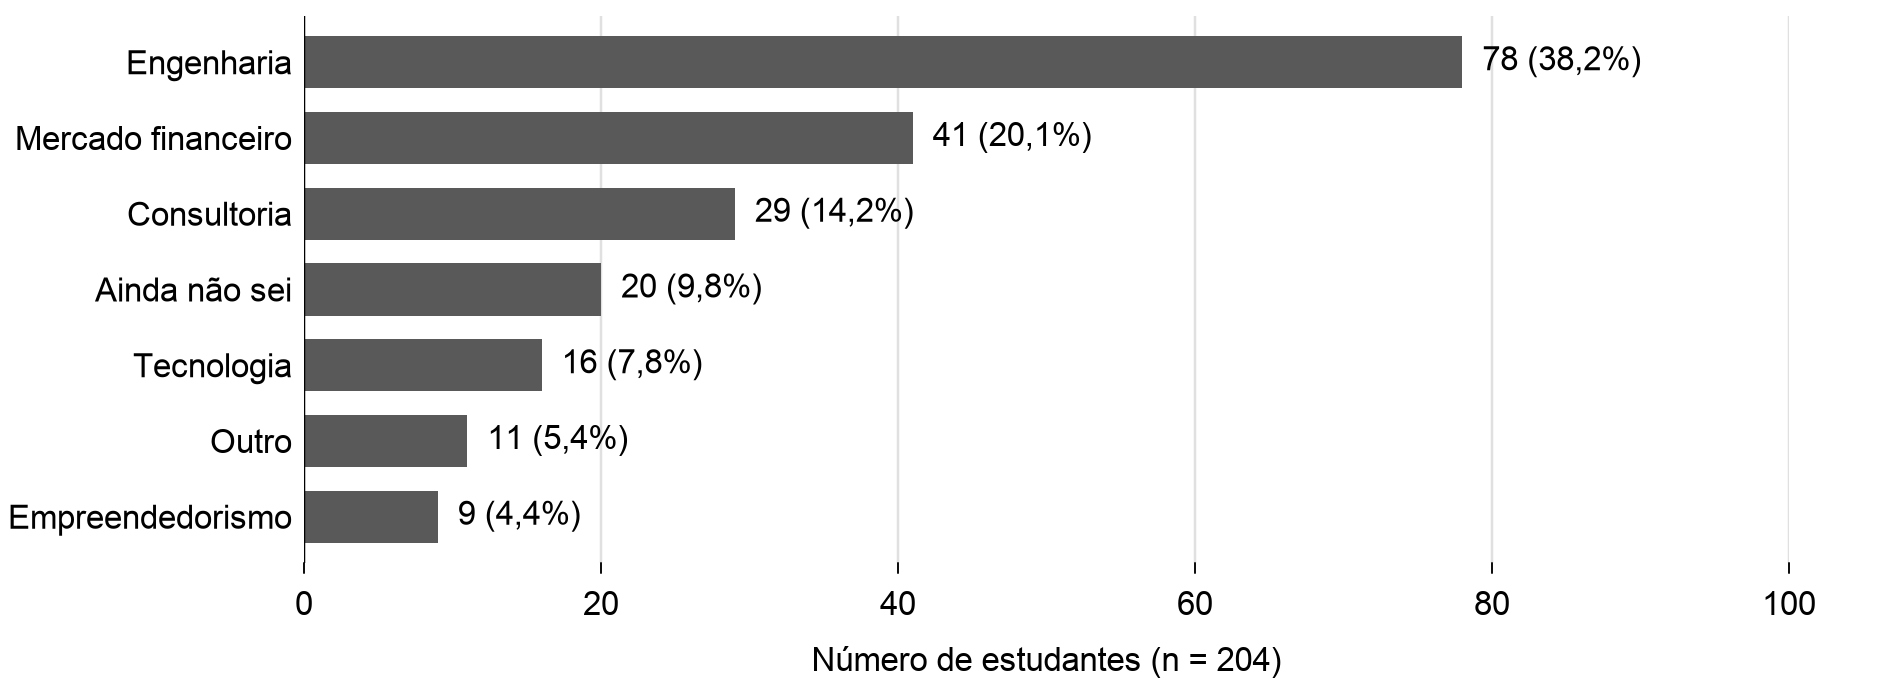 Engenharia 78 (38,2%)
Mercado financeiro 41 (20,1%)
Consultoria 29 (14,2%)
Ainda não sei 20 (9,8%)
Tecnologia 16 (7,8%)
Outro 11 (5,4%)
Empreendedorismo 9 (4,4%)
0 20 40 60 80 100
Número de estudantes (n = 204)